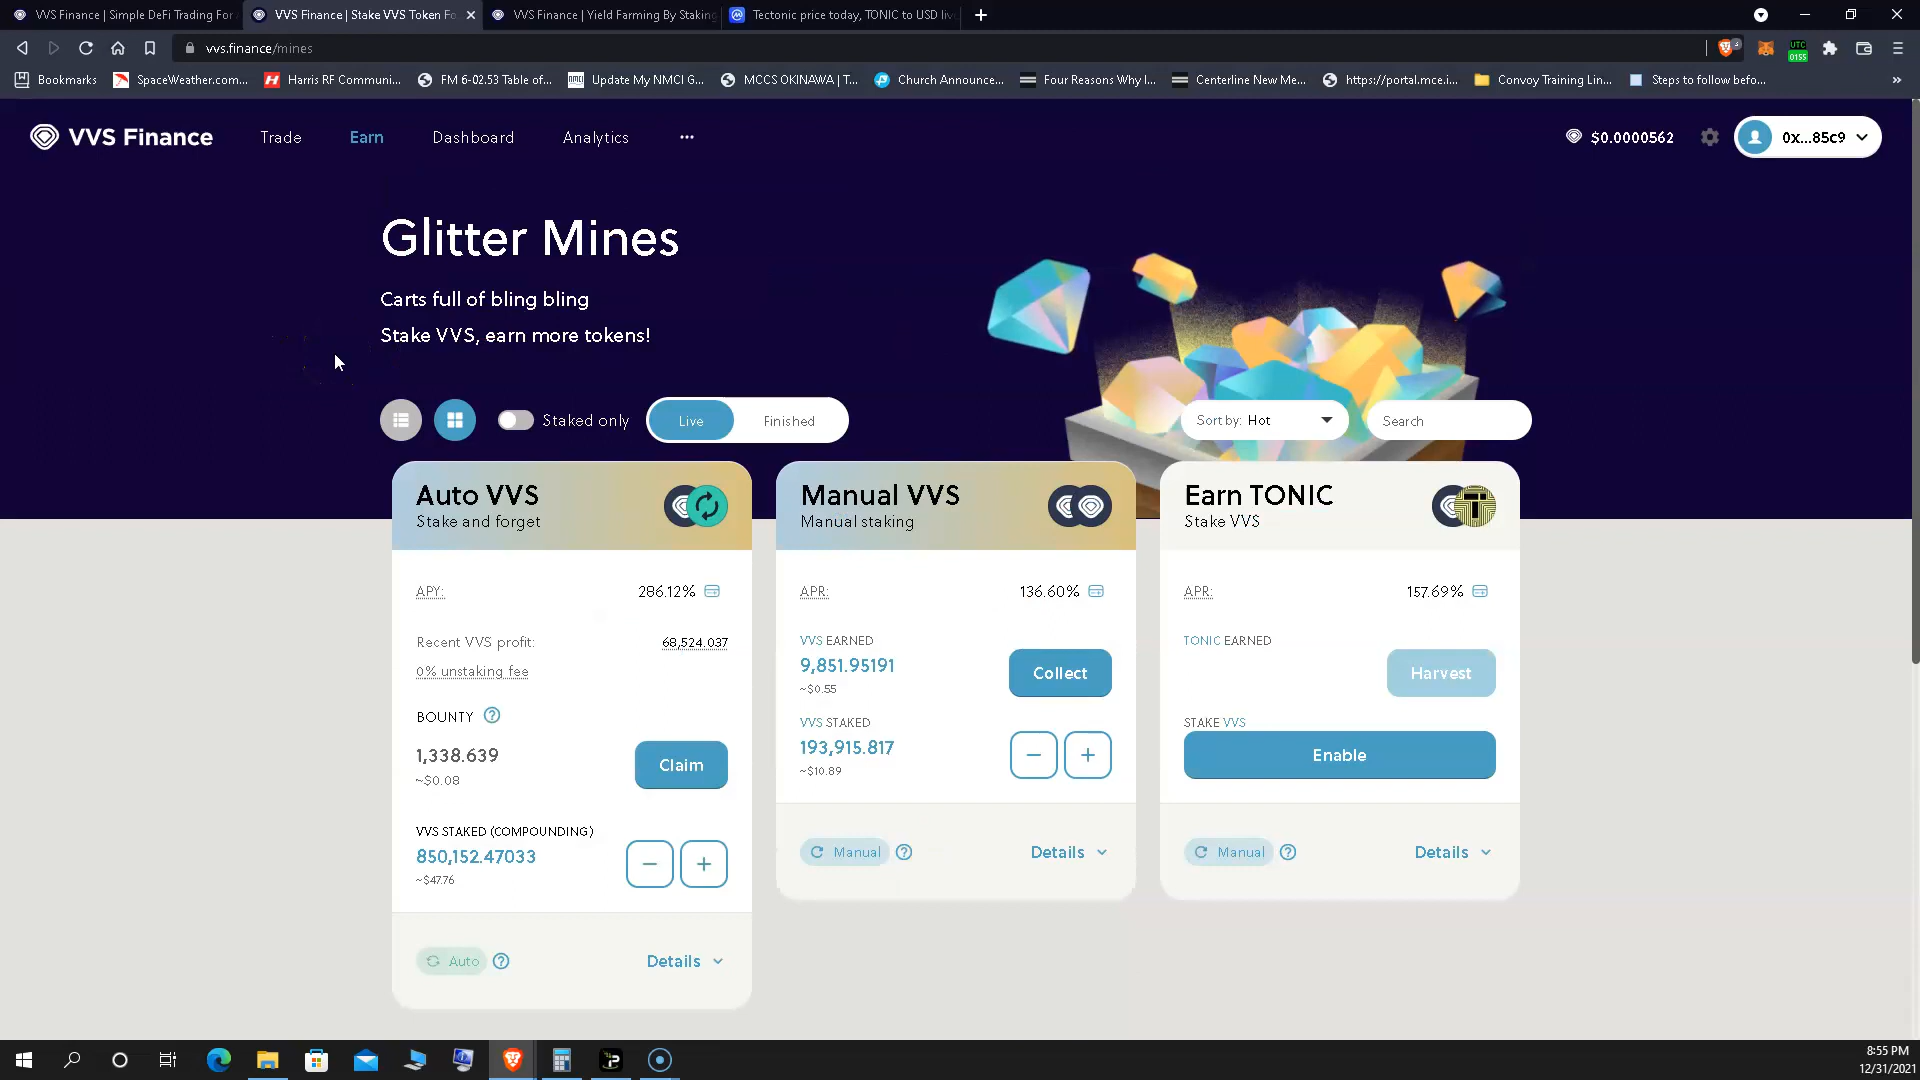 VVS Finance | Simple DeFi Trading For
VVS Finance | Stake VVS Token Fo
VVS Finance | Yield Farming By Staking
Tectonic price today, TONIC to USD liv
vvs.finance/mines
3
UTC
0155
Bookmarks
SpaceWeather.com...
Harris RF Communi...
FM 6-02.53 Table of...
Update My NMCI G...
MCCS OKINAWA | T...
Church Announce...
Four Reasons Why I...
Centerline New Me...
https://portal.mce.i...
Convoy Training Lin...
Steps to follow befo...
»
VVS Finance
Trade
Earn
Dashboard
Analytics
...
$0.0000562
0x...85c9
Glitter Mines
Carts full of bling bling
Stake VVS, earn more tokens!
Staked only
Live
Finished
Sort by: Hot
Search
Auto VVS
Stake and forget
APY:
286.12%
Recent VVS profit:
68,524.037
0% unstaking fee
BOUNTY
1,338.639
~$0.08
Claim
VVS STAKED (COMPOUNDING)
850,152.47033
~$47.76
Auto
Details
Manual VVS
Manual staking
APR:
136.60%
VVS EARNED
9,851.95191
~$0.55
Collect
VVS STAKED
193,915.817
~$10.89
Manual
Details
Earn TONIC
Stake VVS
APR:
157.69%
TONIC EARNED
Harvest
STAKE VVS
Enable
Manual
Details
8:55 PM
12/31/2021